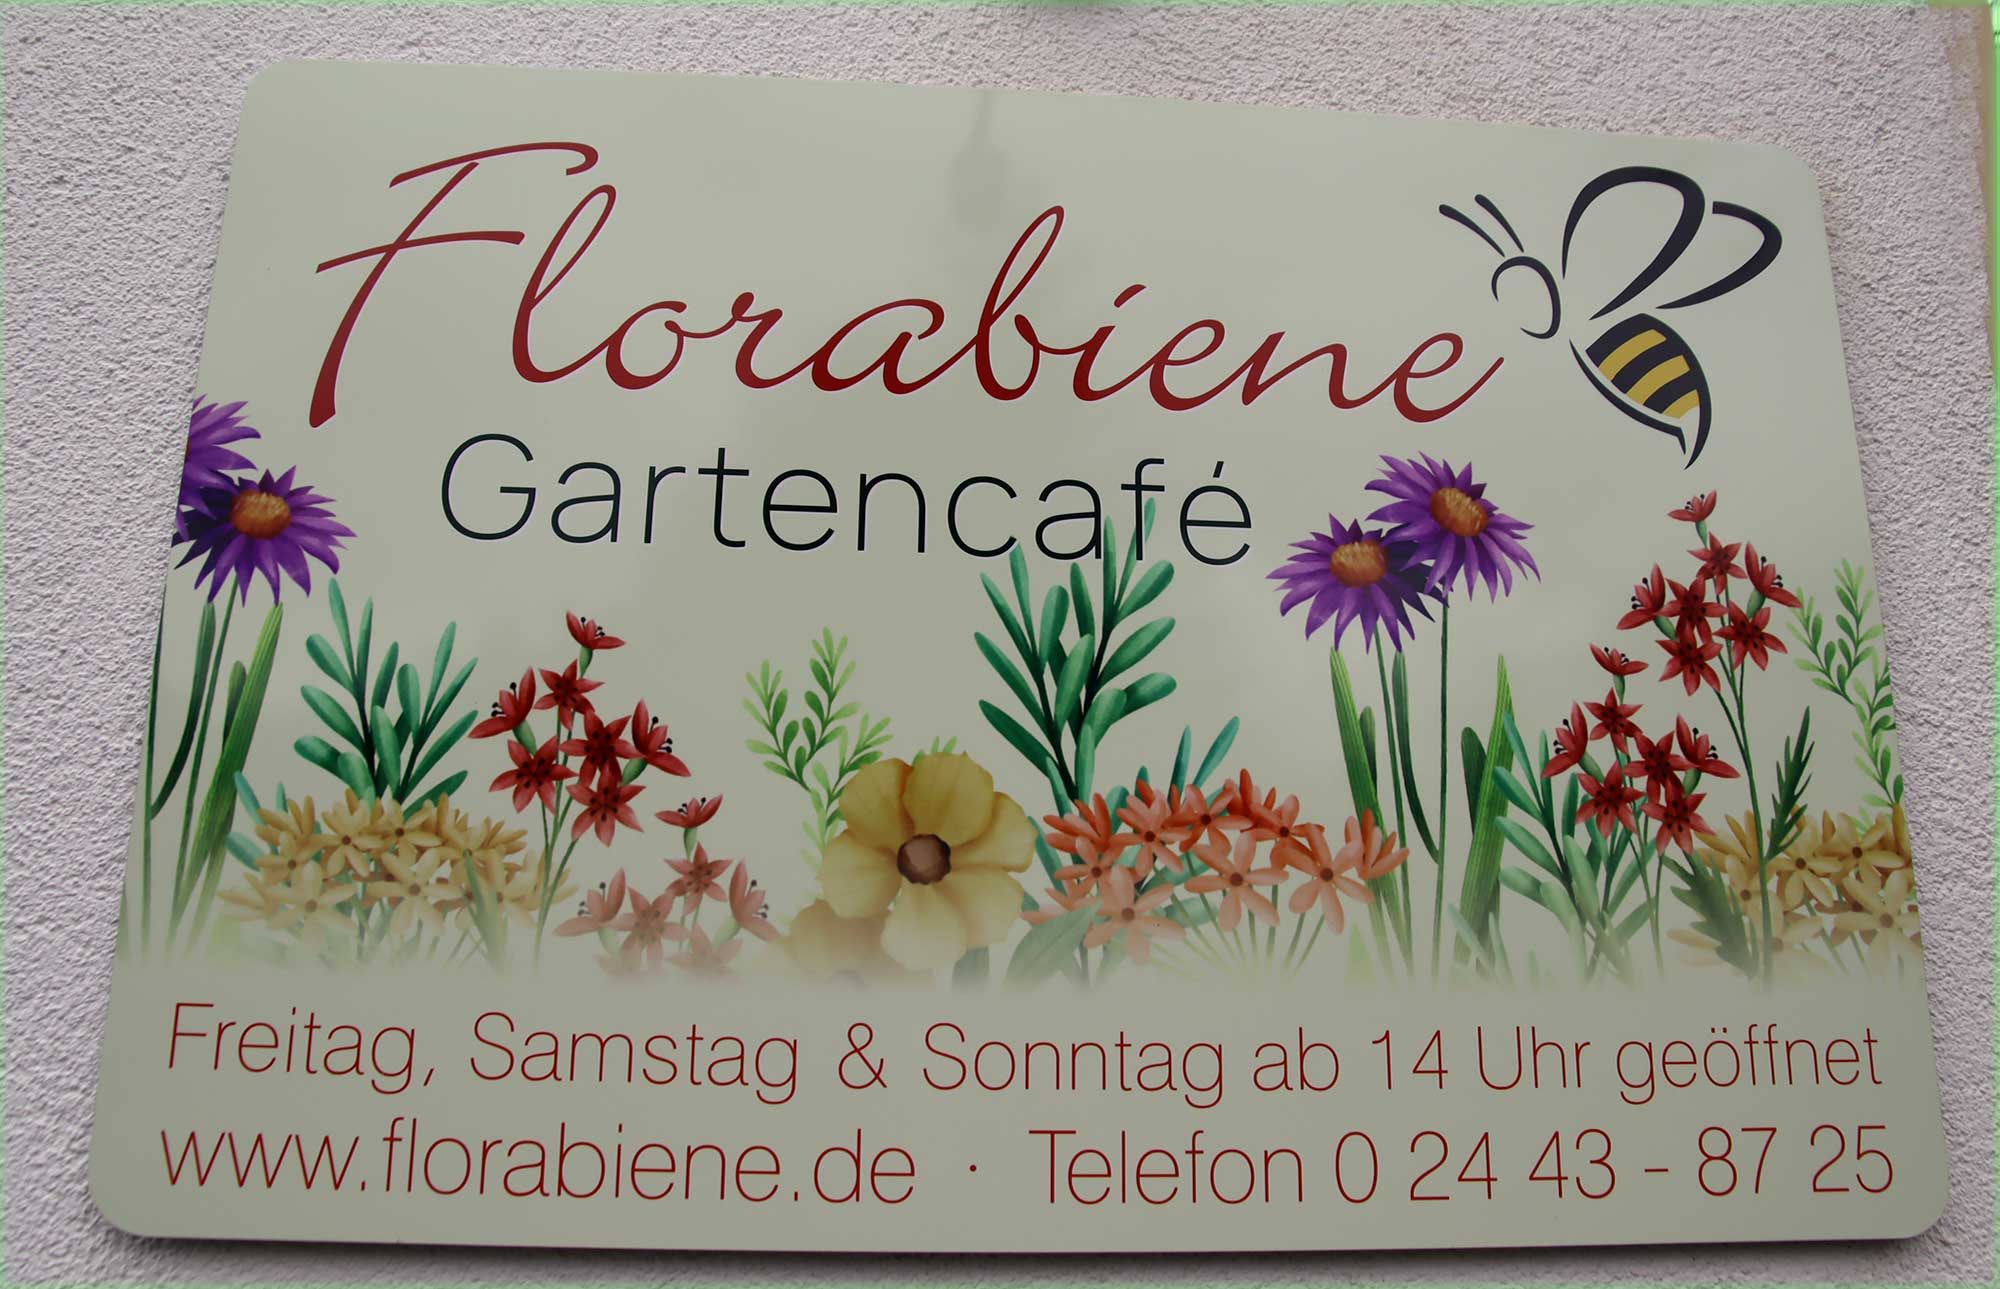 Florabiene
Gartencafé
Freitag, Samstag & Sonntag ab 14 Uhr geöffnet
www.florabiene.de · Telefon 0 24 43 - 87 25